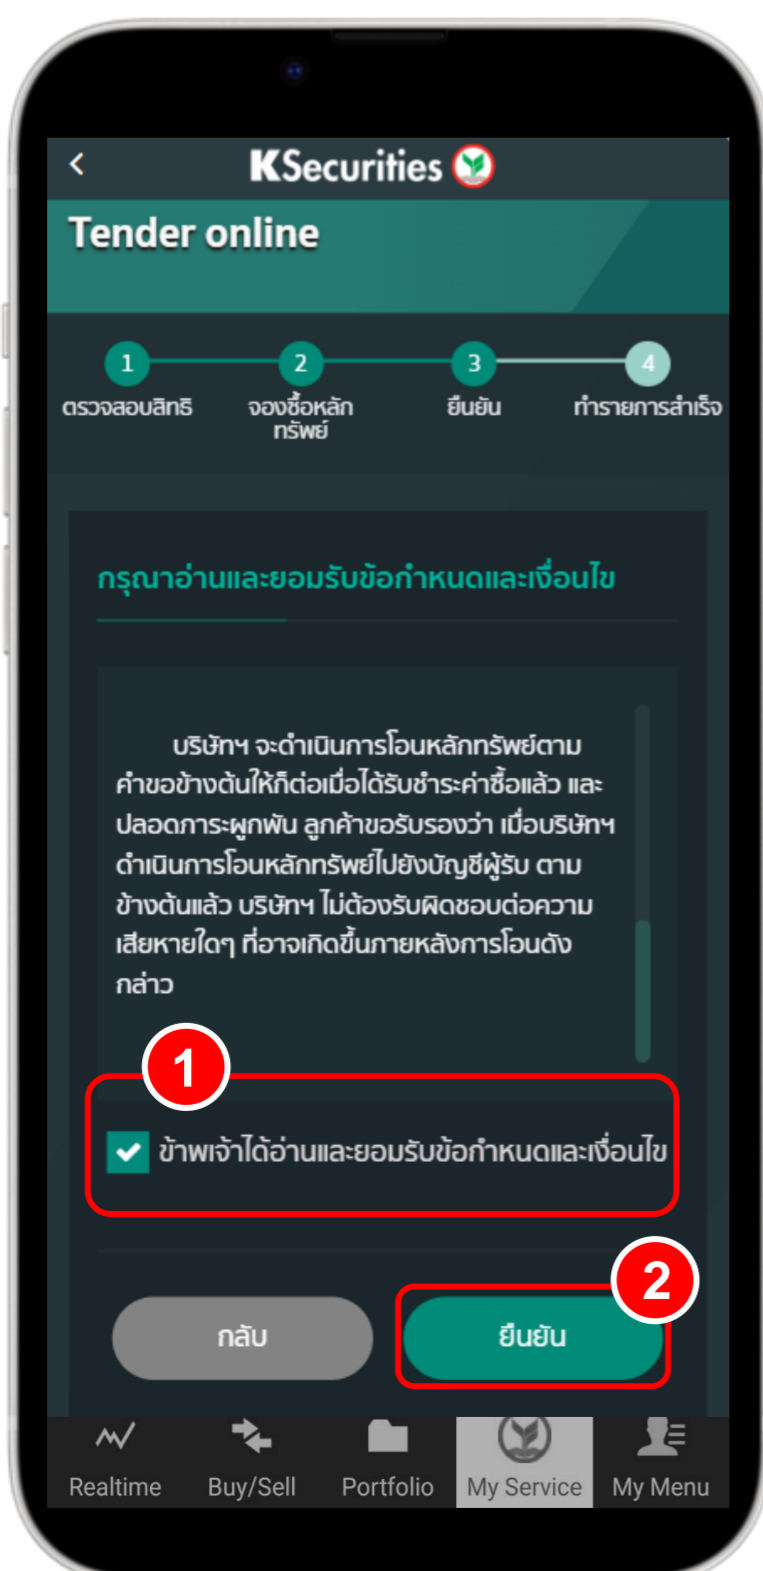 KSecurities
Tender online
1
2
3
4
ตรวจสอบสิทธิ
จองซื้อหลัก
ทรัพย์
ยืนยัน
ทำรายการสำเร็จ
กรุณาอ่านและยอมรับข้อกำหนดและเงื่อนไข
บริษัทฯ จะดำเนินการโอนหลักทรัพย์ตาม
คำขอข้างต้นให้ก็ต่อเมื่อได้รับชำระค่าซื้อแล้ว และ
ปลอดภาระผูกพัน ลูกค้าขอรับรองว่า เมื่อบริษัทฯ
ดำเนินการโอนหลักทรัพย์ไปยังบัญชีผู้รับ ตาม
ข้างต้นแล้ว บริษัทฯ ไม่ต้องรับผิดชอบต่อความ
เสียหายใดๆ ที่อาจเกิดขึ้นภายหลังการโอนดัง
กล่าว
1
ข้าพเจ้าได้อ่านและยอมรับข้อกำหนดและเงื่อนไข
2
กลับ
ยืนยัน
Realtime
Buy/Sell
Portfolio
My Service
My Menu